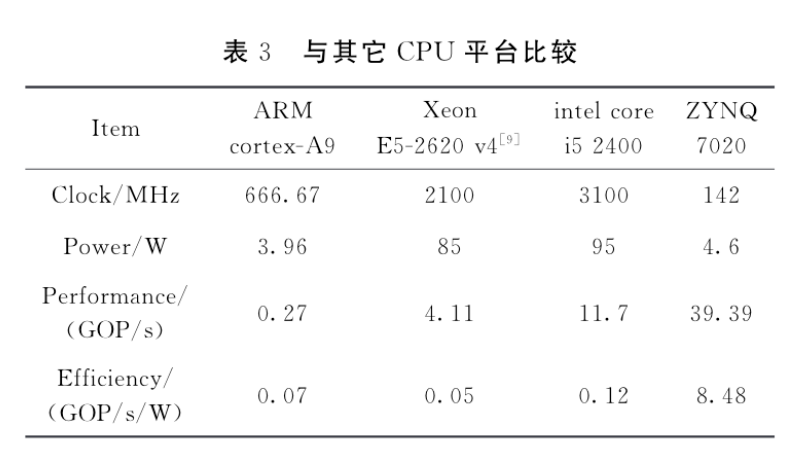 表 3 与其它 CPU 平台比较
Item ARM cortex-A9 Xeon E5-2620 v4[9] intel core i5 2400 ZYNQ 7020
Clock/MHz 666.67 2100 3100 142
Power/W 3.96 85 95 4.6
Performance/(GOP/s) 0.27 4.11 11.7 39.39
Efficiency/(GOP/s/W) 0.07 0.05 0.12 8.48